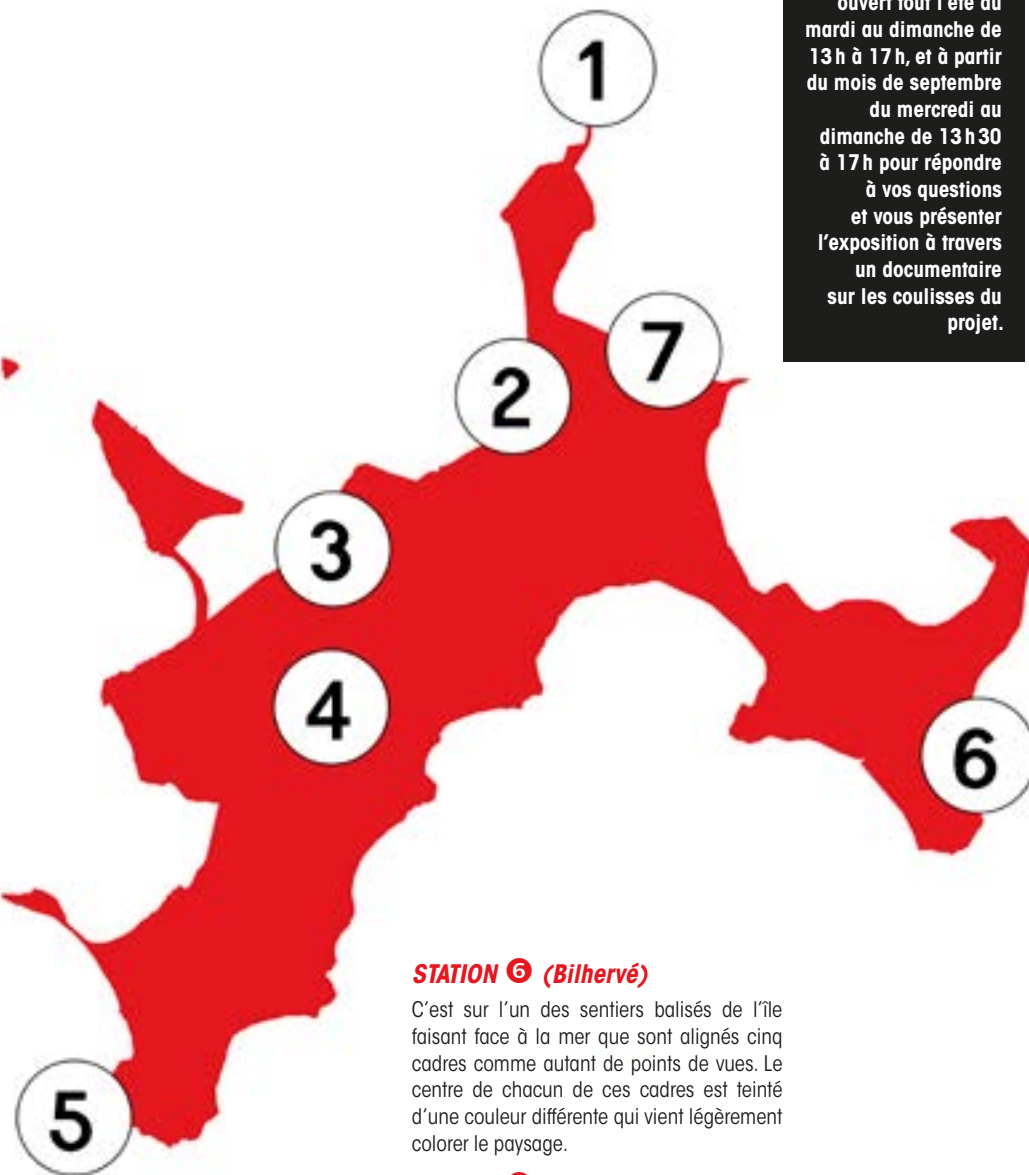 ouvert tout l'été du
mardi au dimanche de
13 h à 17 h, et à partir
du mois de septembre
du mercredi au
dimanche de 13 h 30
à 17 h pour répondre
à vos questions
et vous présenter
l'exposition à travers
un documentaire
sur les coulisses du
projet.
1
7
2
3
4
6
5
STATION 6 (Bilhervé)
C'est sur l'un des sentiers balisés de l'île
faisant face à la mer que sont alignés cinq
cadres comme autant de points de vues. Le
centre de chacun de ces cadres est teinté
d'une couleur différente qui vient légèrement
colorer le paysage.